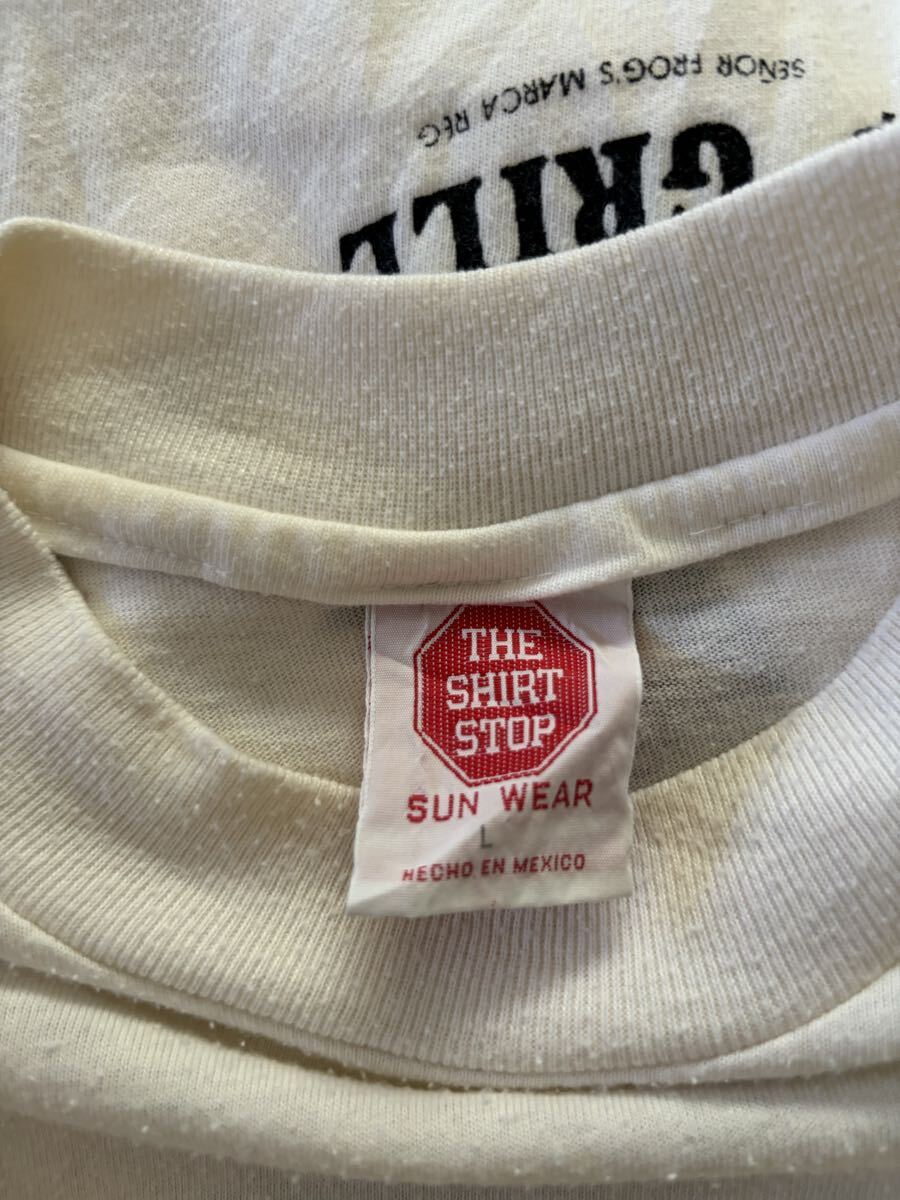 GRILL
SEÑOR FROG'S MARCA REG
THE
SHIRT
STOP
SUN WEAR
L
HECHO EN MEXICO